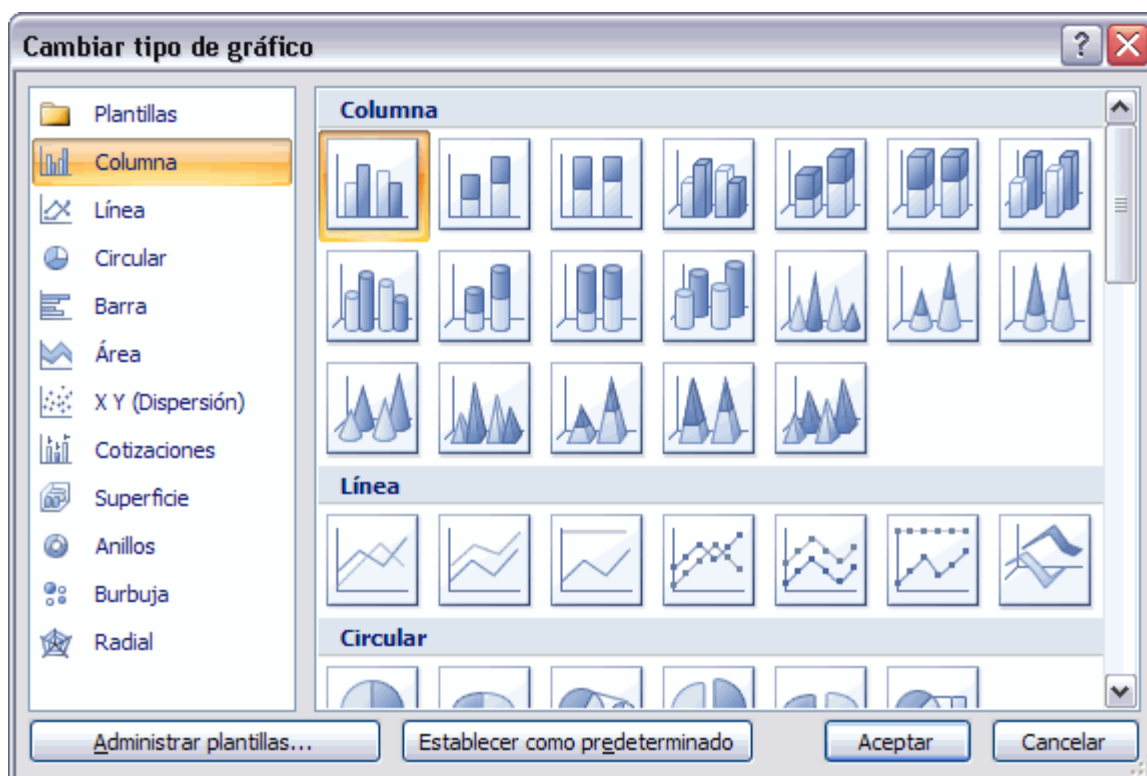 Cambiar tipo de gráfico
Plantillas
Columna
Línea
Circular
Barra
Área
X Y (Dispersión)
Cotizaciones
Superficie
Anillos
Burbuja
Radial
Columna
Línea
Circular
Administrar plantillas...
Establecer como predeterminado
Aceptar
Cancelar